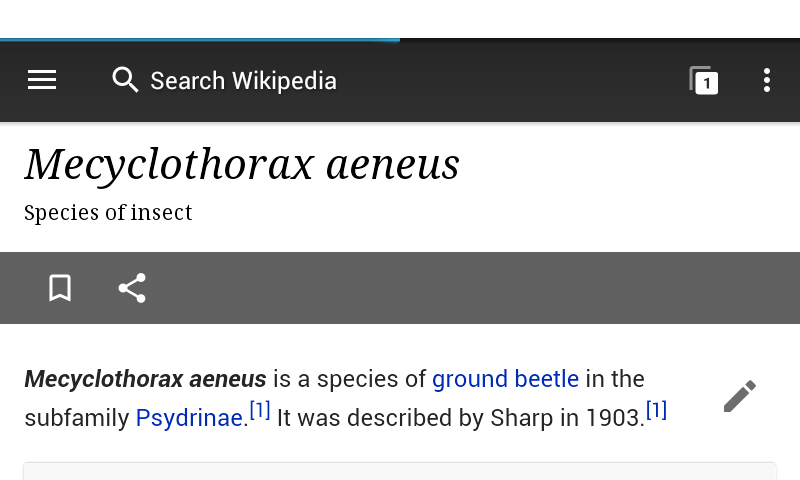 Search Wikipedia
1
Mecyclothorax aeneus
Species of insect
Mecyclothorax aeneus is a species of ground beetle in the
subfamily Psydrinae.[1] It was described by Sharp in 1903.[1]